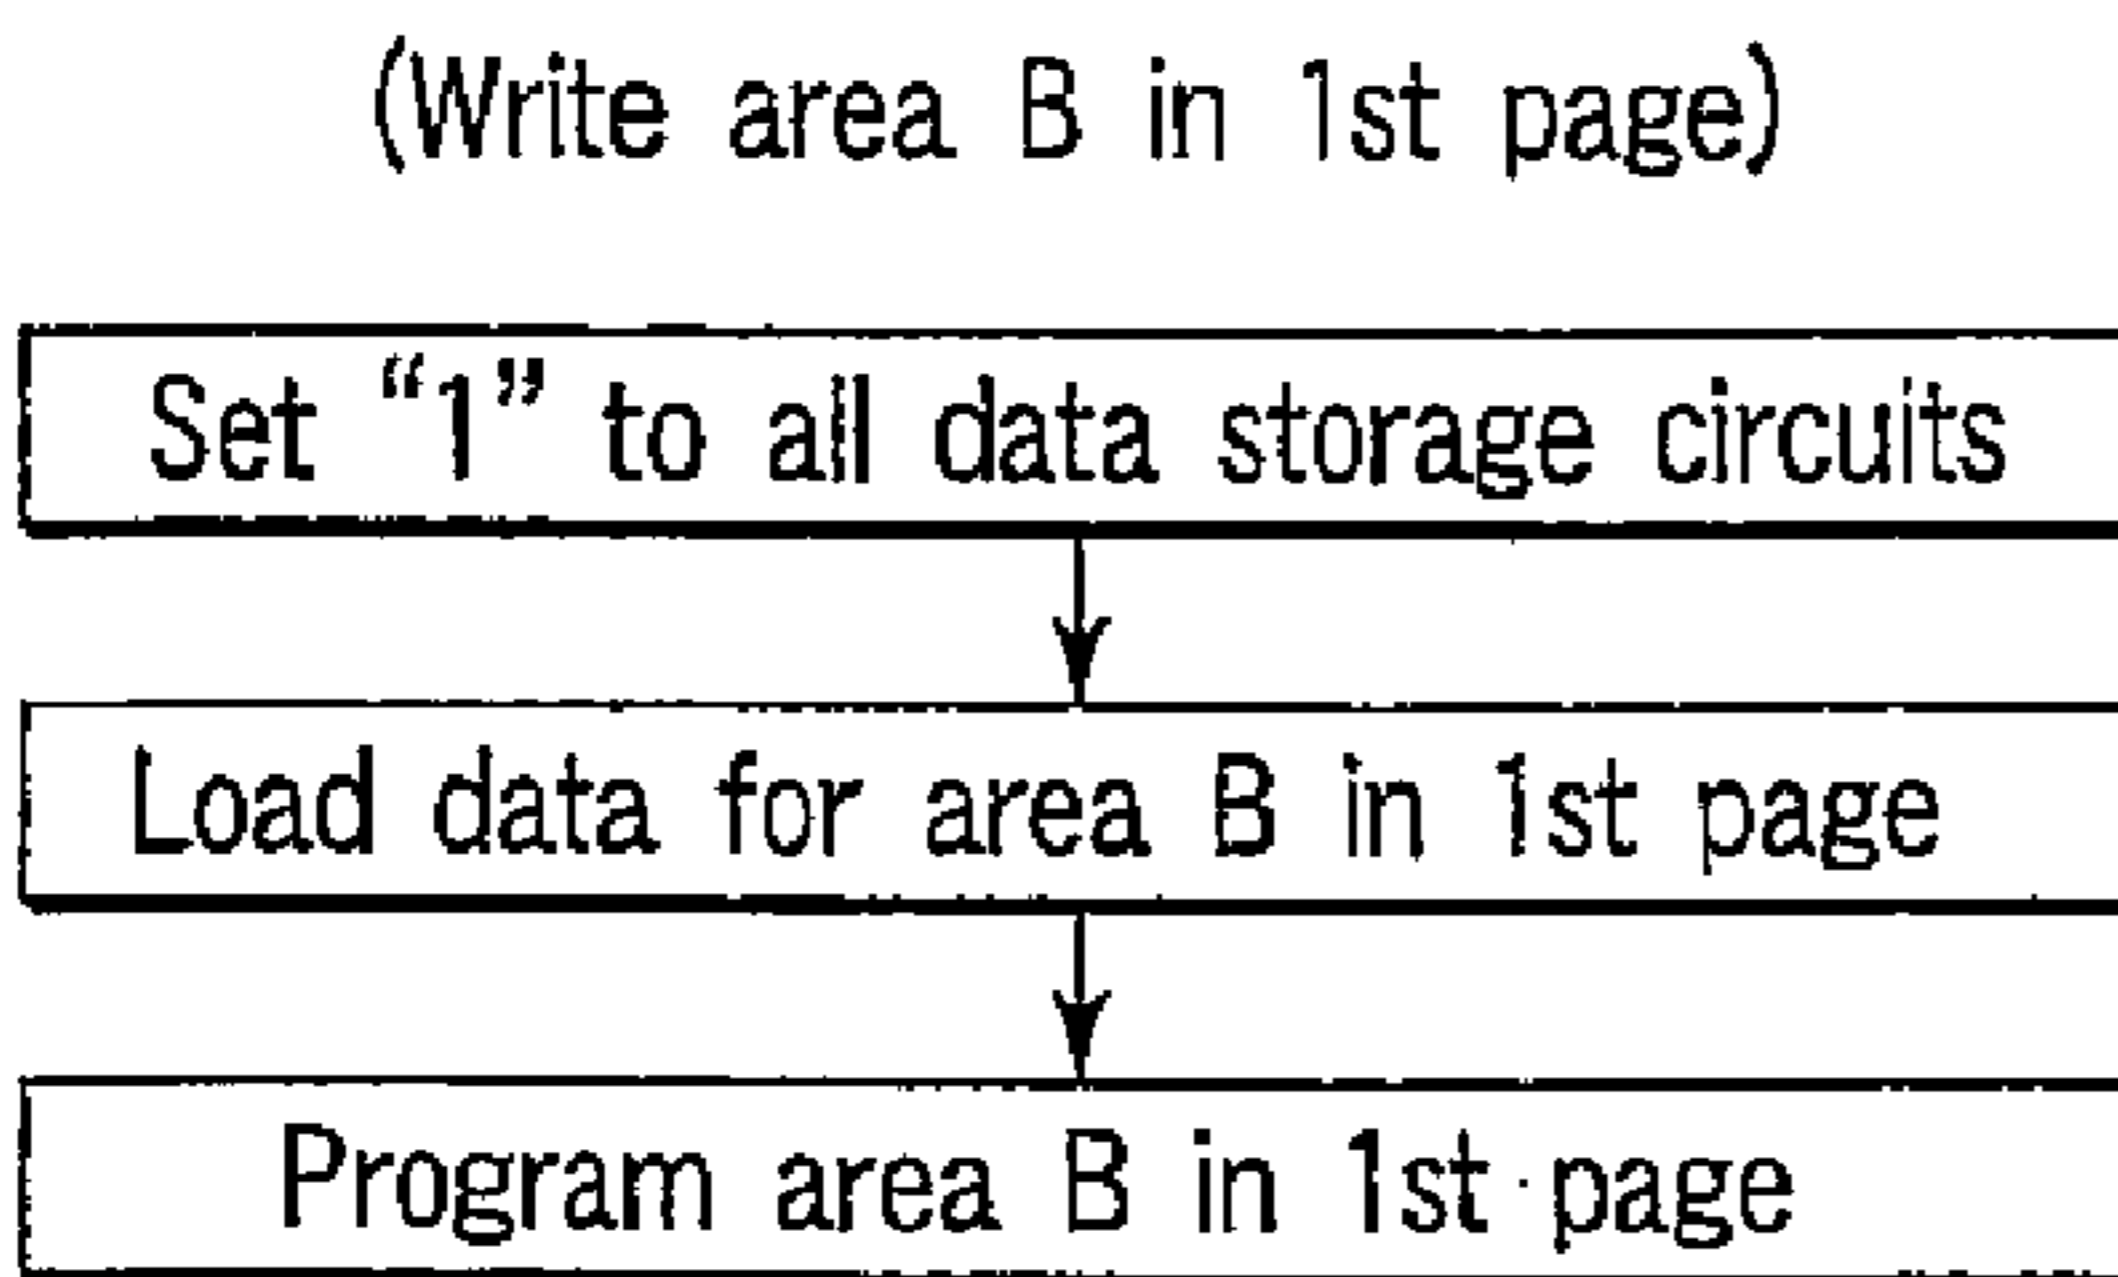 (Write area B in 1st page)
Set “1” to all data storage circuits
Load data for area B in 1st page
Program area B in 1st page